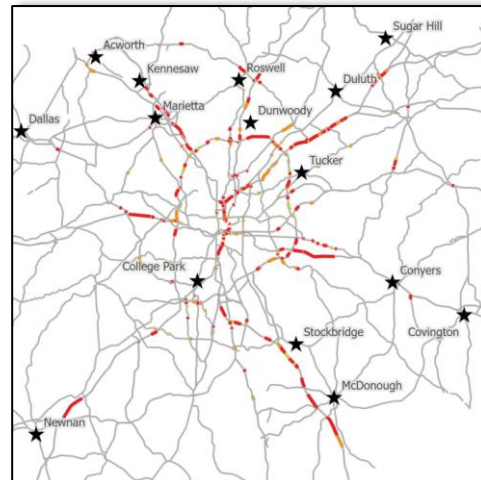 Sugar Hill
Acworth
Kennesaw
Roswell
Duluth
Marietta
Dallas
Dunwoody
Tucker
College Park
Conyers
Covington
Stockbridge
McDonough
Newnan